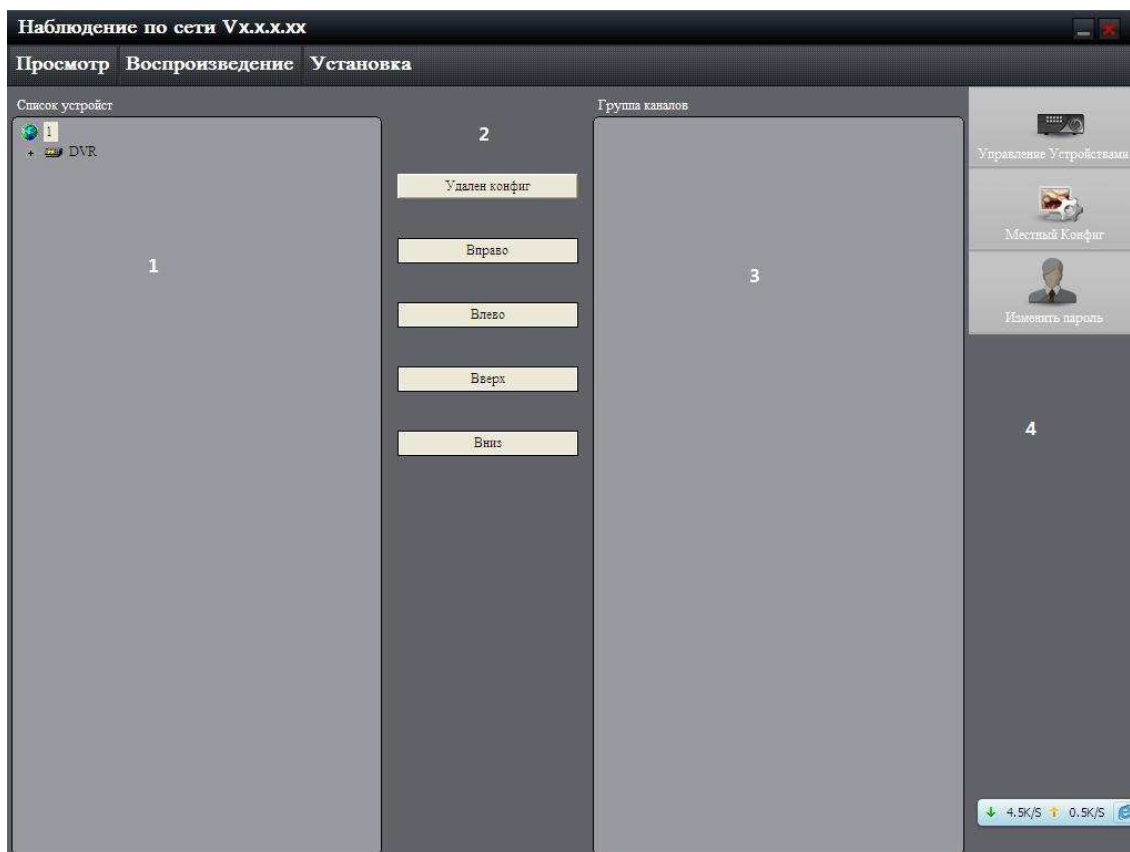 Наблюдение по сети Vx.x.x.xx
Просмотр Воспроизведение Установка
Список устройст
1
+ DVR
1
2
Удален конфиг
Вправо
Влево
Вверх
Вниз
Группа каналов
3
Управление Устройствами
Местный Конфиг
Изменить пароль
4
4.5K/S 0.5K/S